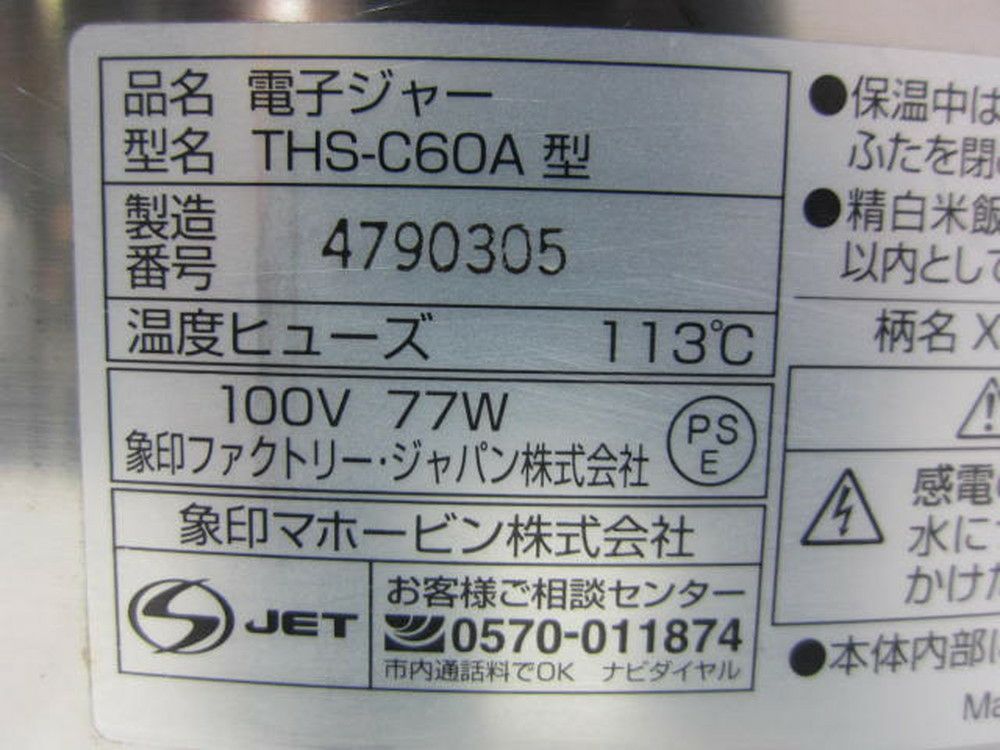 品名 電子ジャー
型名 THS-C60A 型
製造番号 4790305
温度ヒューズ 113℃
100V 77W
象印ファクトリー・ジャパン株式会社
PS
E
象印マホービン株式会社
JET
お客様ご相談センター
0570-011874
市内通話料でOK ナビダイヤル
●保温中は
ふたを閉
●精白米飯
以内として
柄名 X
感電
水に
かけた
●本体内部に
Ma